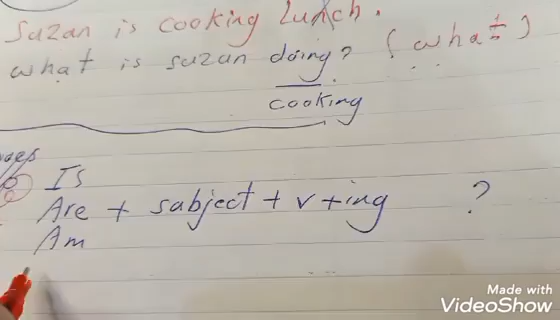 Suzan is cooking lunch.
What is suzan doing? (what)
cooking
Is
Are + subject + v + ing ?
Am
Made with
VideoShow